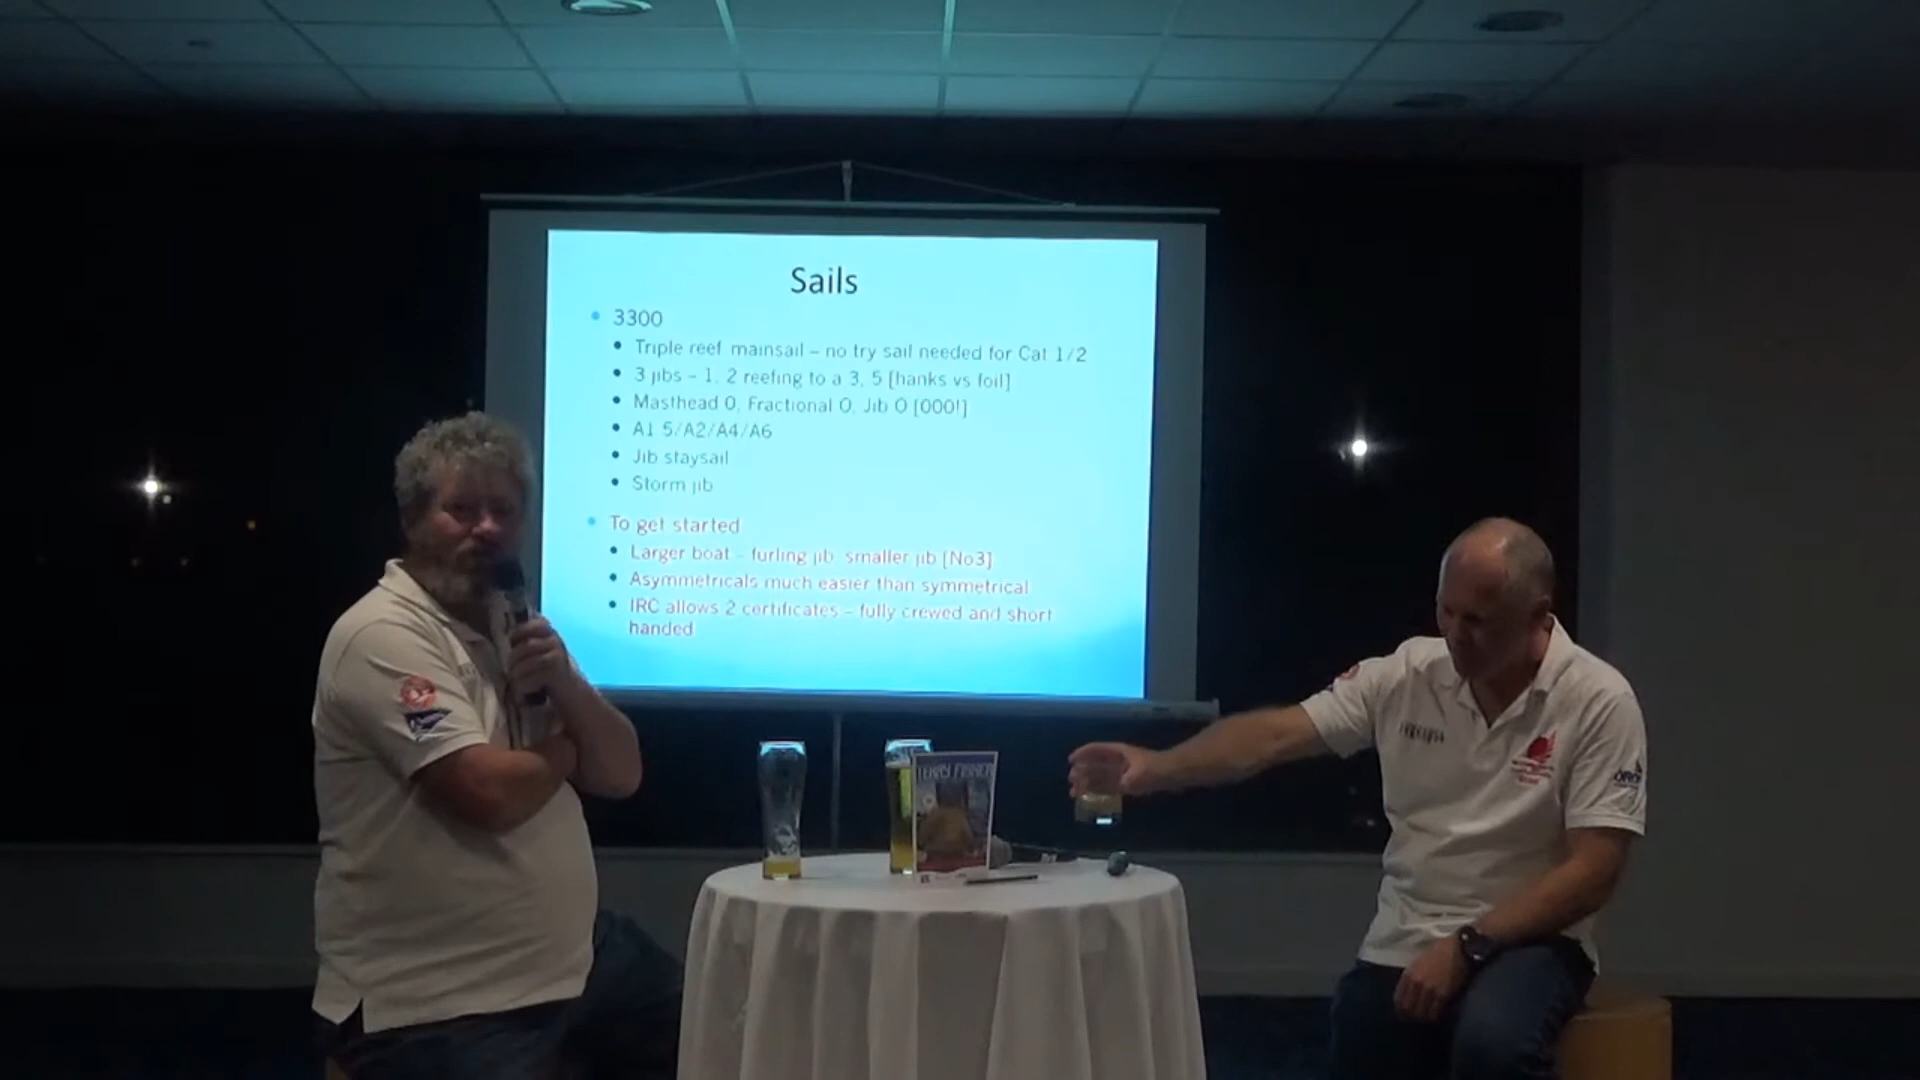 Sails
3300
Triple reef mainsail – no try sail needed for Cat 1/2
3 jibs – 1, 2 reefing to a 3, 5 [hanks vs foil]
Masthead 0, Fractional 0, Jib 0 [000!]
A1 5/A2/A4/A6
Jib staysail
Storm jib
To get started
Larger boat – furling jib smaller jib [No3]
Asymmetricals much easier than symmetrical
IRC allows 2 certificates – fully crewed and short
handed